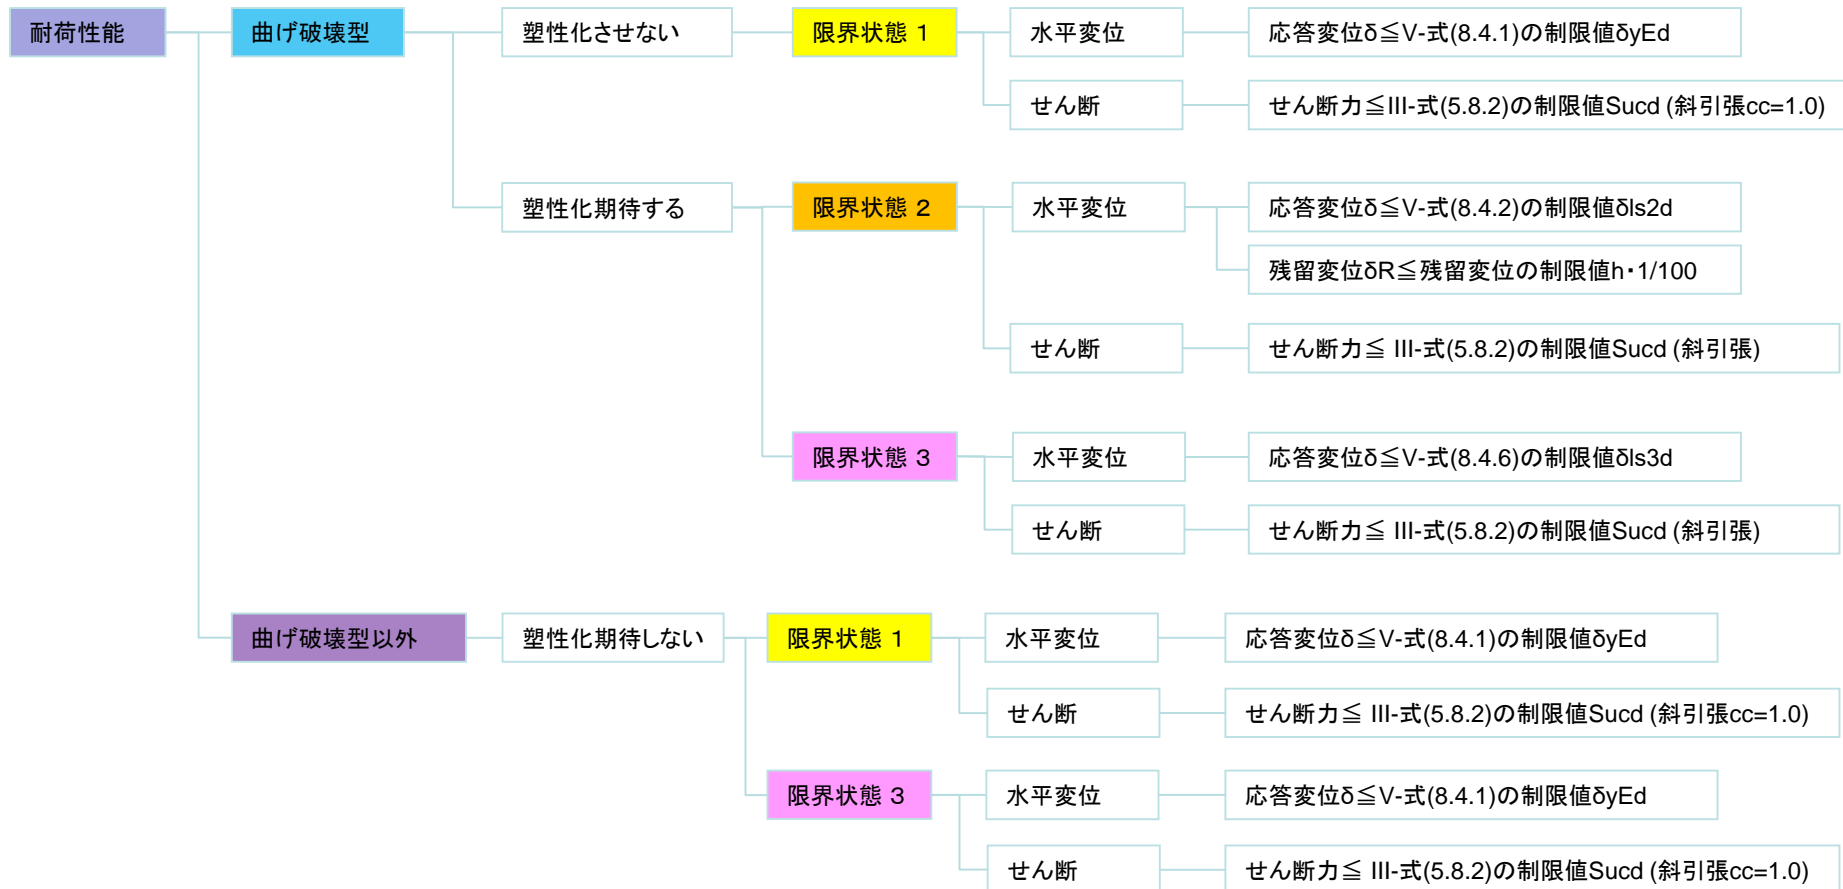 耐荷性能
曲げ破壊型
塑性化させない
限界状態 1
水平変位
応答変位δ≦V-式(8.4.1)の制限値δyEd
せん断
せん断力≦III-式(5.8.2)の制限値Sucd (斜引張cc=1.0)
塑性化期待する
限界状態 2
水平変位
応答変位δ≦V-式(8.4.2)の制限値δls2d
残留変位δR≦残留変位の制限値h・1/100
せん断
せん断力≦ III-式(5.8.2)の制限値Sucd (斜引張)
限界状態 3
水平変位
応答変位δ≦V-式(8.4.6)の制限値δls3d
せん断
せん断力≦ III-式(5.8.2)の制限値Sucd (斜引張)
曲げ破壊型以外
塑性化期待しない
限界状態 1
水平変位
応答変位δ≦V-式(8.4.1)の制限値δyEd
せん断
せん断力≦ III-式(5.8.2)の制限値Sucd (斜引張cc=1.0)
限界状態 3
水平変位
応答変位δ≦V-式(8.4.1)の制限値δyEd
せん断
せん断力≦ III-式(5.8.2)の制限値Sucd (斜引張cc=1.0)